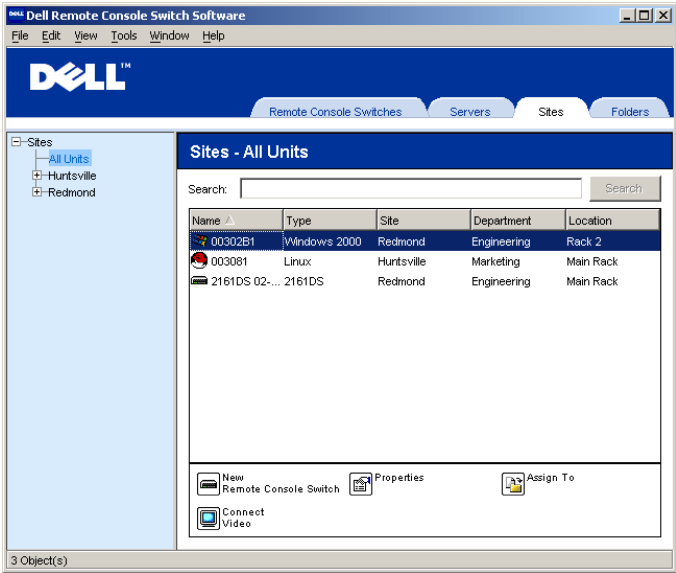 Dell Remote Console Switch Software
File Edit View Tools Window Help
DELL™
Remote Console Switches Servers Sites Folders
Sites
All Units
Huntsville
Redmond
Sites - All Units
Search: Search
Name Type Site Department Location
00302B1 Windows 2000 Redmond Engineering Rack 2
003081 Linux Huntsville Marketing Main Rack
2161DS 02-... 2161DS Redmond Engineering Main Rack
New
Remote Console Switch
Properties
Assign To
Connect
Video
3 Object(s)